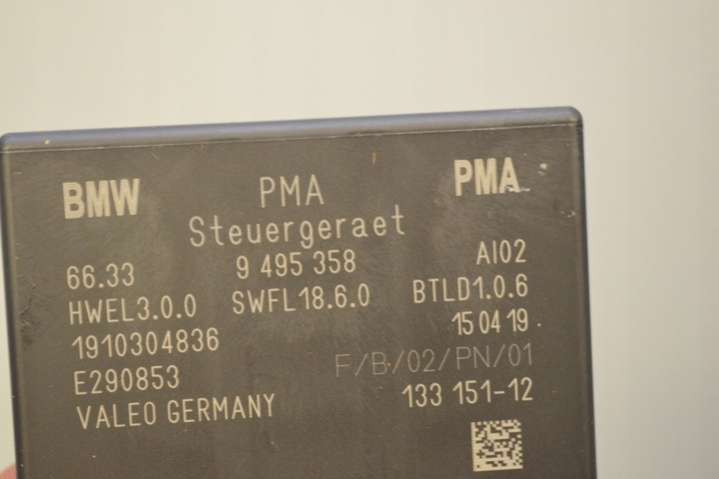 BMW PMA PMA
Steuergeraet
66.33 9 495 358 AI02
HWEL3.0.0 SWFL18.6.0 BTLD1.0.6
1910304836 15 04 19
E290853 F/B/02/PN/01
VALEO GERMANY 133 151-12